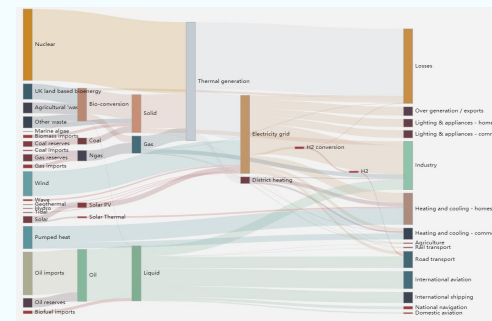 Nuclear
UK land based bioenergy
Agricultural 'was
Other waste
Marine algae
Biomass imports
Coal reserves
Coal imports
Gas reserves
Gas imports
Wind
Wave
Geothermal
Hydro
Tidal
Solar
Pumped heat
Oil imports
Oil reserves
Biofuel imports
Bio-conversion
Coal
Ngas
Solar PV
Solar Thermal
Oil
Solid
Gas
Liquid
Thermal generation
Electricity grid
District heating
H2 conversion
H2
Losses
Over generation / exports
Lighting & appliances - home
Lighting & appliances - comm
Industry
Heating and cooling - homes
Heating and cooling - comme
Agriculture
Rail transport
Road transport
International aviation
International shipping
National navigation
Domestic aviation